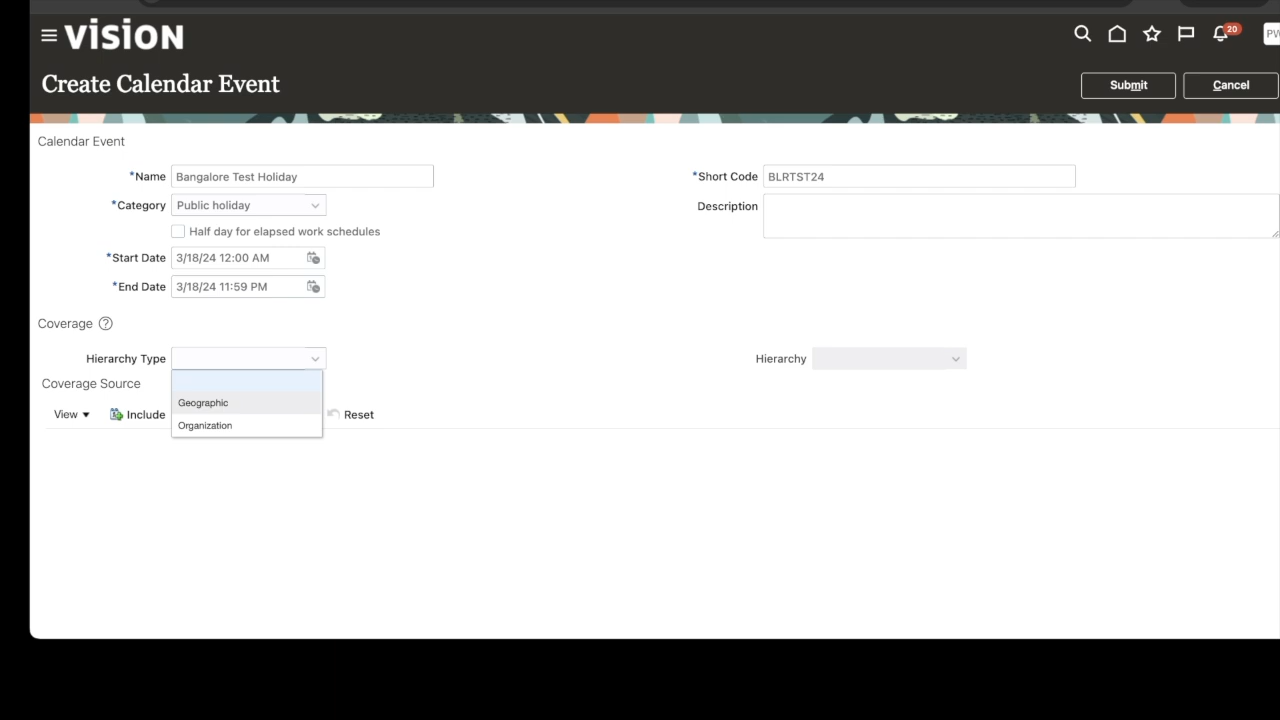 vision
20
Create Calendar Event
Submit
Cancel
Calendar Event
*Name Bangalore Test Holiday
*Short Code BLRTST24
*Category Public holiday
Description
Half day for elapsed work schedules
*Start Date 3/18/24 12:00 AM
*End Date 3/18/24 11:59 PM
Coverage ?
Hierarchy Type
Hierarchy
Coverage Source
Geographic
View ▼ Include Reset
Organization